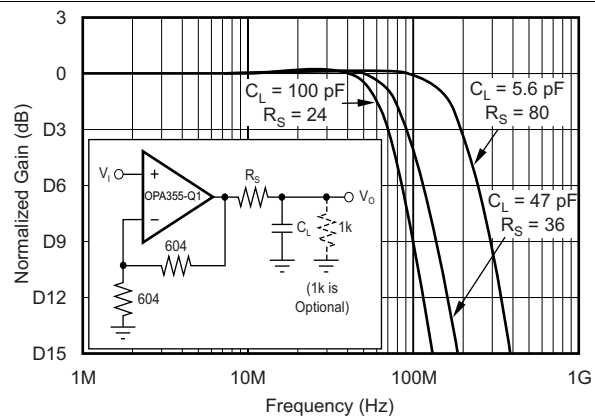 3
0
D3
D6
D9
D12
D15
Normalized Gain (dB)
C_L = 100 pF
R_S = 24
C_L = 5.6 pF
R_S = 80
C_L = 47 pF
R_S = 36
V_I
+
OPA355-Q1
−
R_S
V_O
C_L
1k
604
604
(1k is
Optional)
1M
10M
100M
1G
Frequency (Hz)